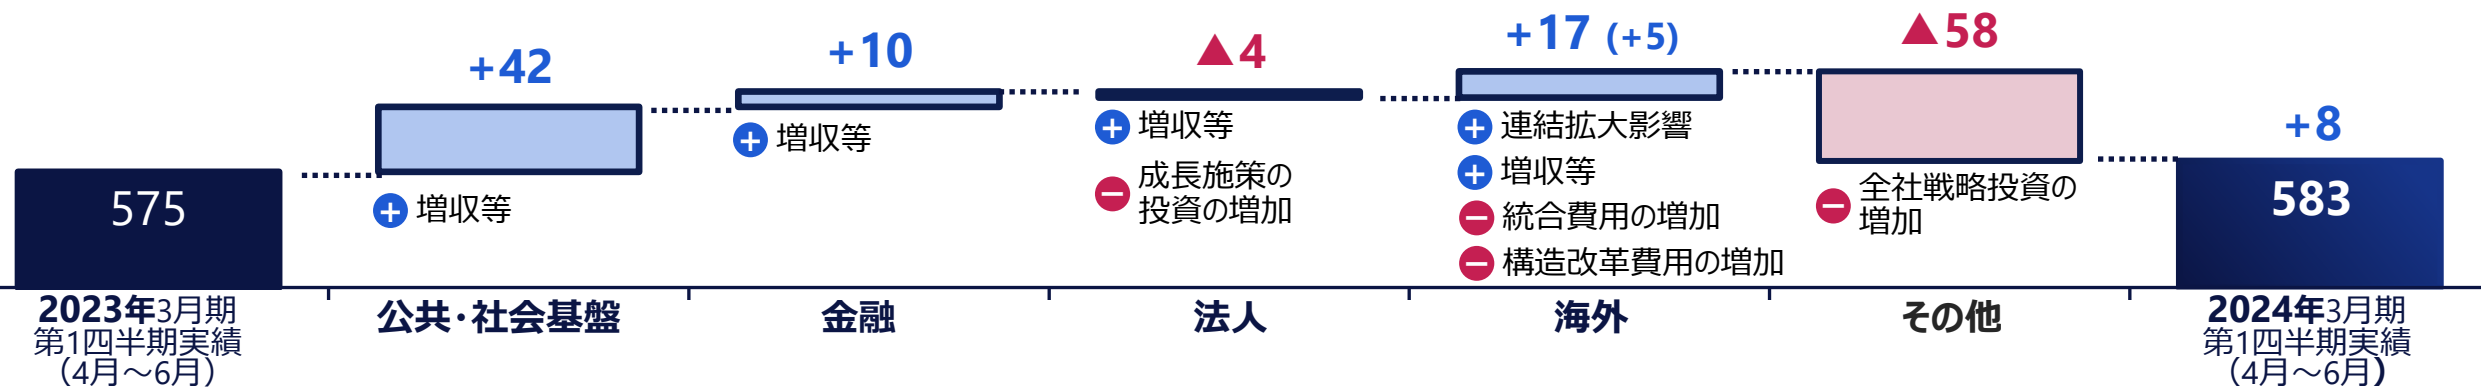 575
2023年3月期
第1四半期実績
（4月～6月）
+42
+ 増収等
公共・社会基盤
+10
+ 増収等
金融
▲4
+ 増収等
− 成長施策の
投資の増加
法人
+17 (+5)
+ 連結拡大影響
+ 増収等
− 統合費用の増加
− 構造改革費用の増加
海外
▲58
− 全社戦略投資の
増加
その他
+8
583
2024年3月期
第1四半期実績
（4月～6月）